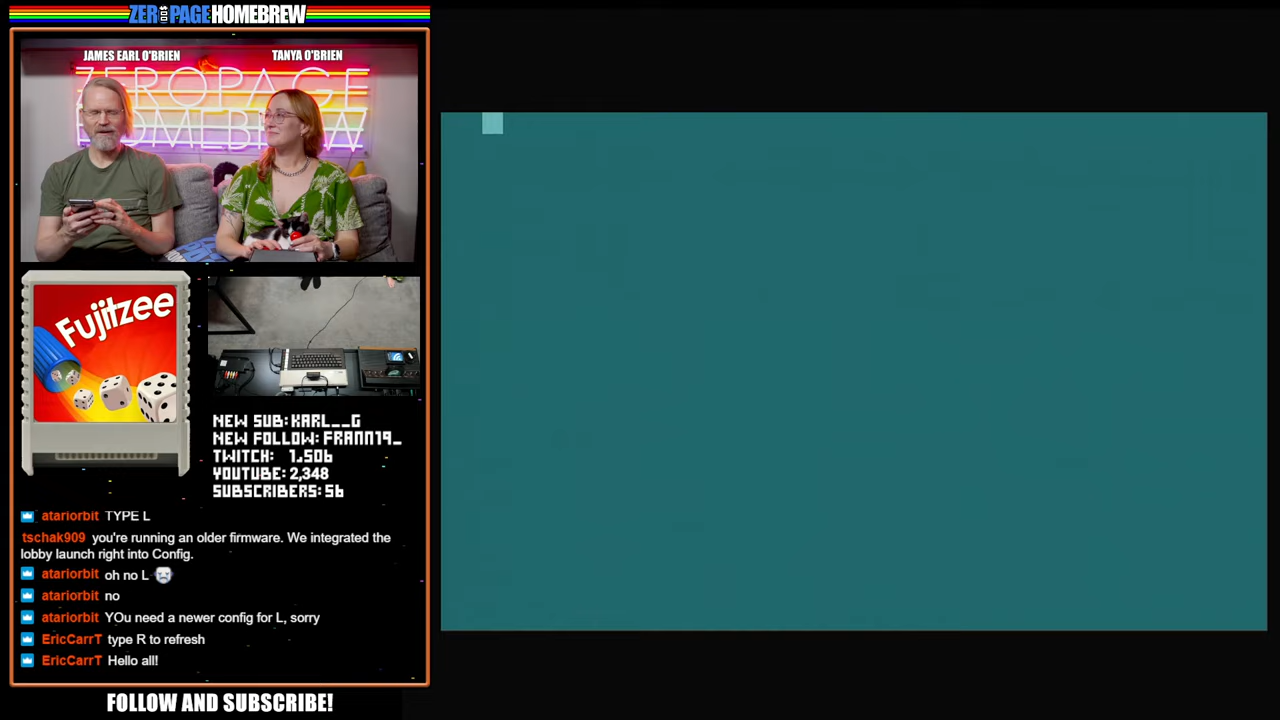 ZEROPAGE HOMEBREW
JAMES EARL O'BRIEN
TANYA O'BRIEN
ZEROPAGE
HOMEBREW
Fujitzee
NEW SUB: KARL__G
NEW FOLLOW: FRANN19_
TWITCH: 1,506
YOUTUBE: 2,348
SUBSCRIBERS: 56
atariorbit TYPE L
tschak909 you're running an older firmware. We integrated the
lobby launch right into Config.
atariorbit oh no L
atariorbit no
atariorbit YOu need a newer config for L, sorry
EricCarrT type R to refresh
EricCarrT Hello all!
FOLLOW AND SUBSCRIBE!